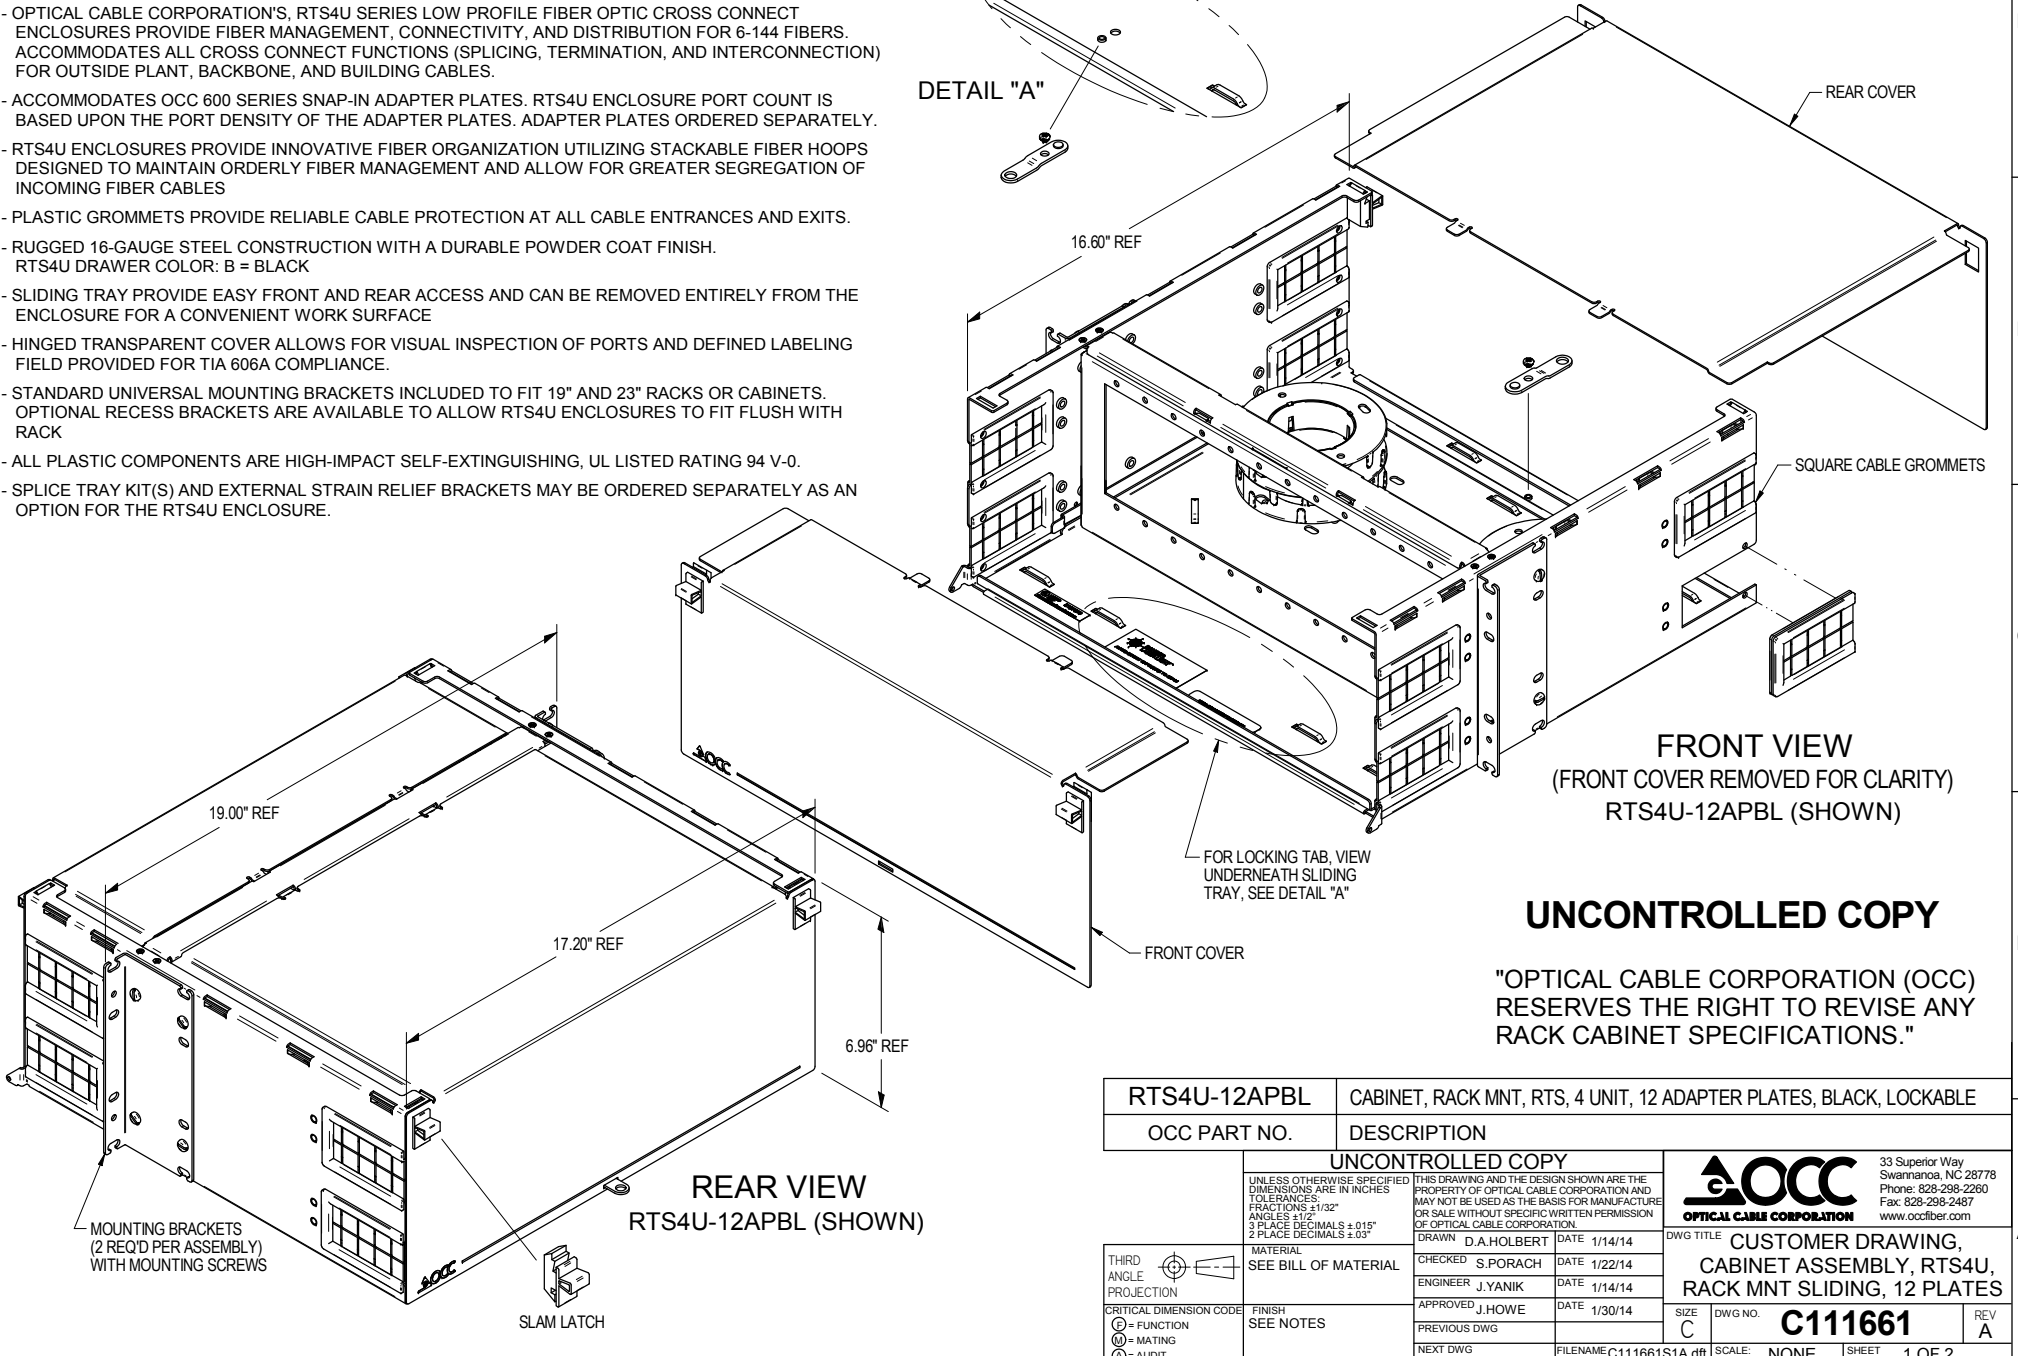 - OPTICAL CABLE CORPORATION'S, RTS4U SERIES LOW PROFILE FIBER OPTIC CROSS CONNECT
ENCLOSURES PROVIDE FIBER MANAGEMENT, CONNECTIVITY, AND DISTRIBUTION FOR 6-144 FIBERS.
ACCOMMODATES ALL CROSS CONNECT FUNCTIONS (SPLICING, TERMINATION, AND INTERCONNECTION)
FOR OUTSIDE PLANT, BACKBONE, AND BUILDING CABLES.
- ACCOMMODATES OCC 600 SERIES SNAP-IN ADAPTER PLATES. RTS4U ENCLOSURE PORT COUNT IS
BASED UPON THE PORT DENSITY OF THE ADAPTER PLATES. ADAPTER PLATES ORDERED SEPARATELY.
- RTS4U ENCLOSURES PROVIDE INNOVATIVE FIBER ORGANIZATION UTILIZING STACKABLE FIBER HOOPS
DESIGNED TO MAINTAIN ORDERLY FIBER MANAGEMENT AND ALLOW FOR GREATER SEGREGATION OF
INCOMING FIBER CABLES
- PLASTIC GROMMETS PROVIDE RELIABLE CABLE PROTECTION AT ALL CABLE ENTRANCES AND EXITS.
- RUGGED 16-GAUGE STEEL CONSTRUCTION WITH A DURABLE POWDER COAT FINISH.
RTS4U DRAWER COLOR: B = BLACK
- SLIDING TRAY PROVIDE EASY FRONT AND REAR ACCESS AND CAN BE REMOVED ENTIRELY FROM THE
ENCLOSURE FOR A CONVENIENT WORK SURFACE
- HINGED TRANSPARENT COVER ALLOWS FOR VISUAL INSPECTION OF PORTS AND DEFINED LABELING
FIELD PROVIDED FOR TIA 606A COMPLIANCE.
- STANDARD UNIVERSAL MOUNTING BRACKETS INCLUDED TO FIT 19" AND 23" RACKS OR CABINETS.
OPTIONAL RECESS BRACKETS ARE AVAILABLE TO ALLOW RTS4U ENCLOSURES TO FIT FLUSH WITH
RACK
- ALL PLASTIC COMPONENTS ARE HIGH-IMPACT SELF-EXTINGUISHING, UL LISTED RATING 94 V-0.
- SPLICE TRAY KIT(S) AND EXTERNAL STRAIN RELIEF BRACKETS MAY BE ORDERED SEPARATELY AS AN
OPTION FOR THE RTS4U ENCLOSURE.
DETAIL "A"
REAR COVER
16.60" REF
SQUARE CABLE GROMMETS
FRONT VIEW
(FRONT COVER REMOVED FOR CLARITY)
RTS4U-12APBL (SHOWN)
OCC
FOR LOCKING TAB, VIEW
UNDERNEATH SLIDING
TRAY, SEE DETAIL "A"
FRONT COVER
19.00" REF
17.20" REF
6.96" REF
REAR VIEW
RTS4U-12APBL (SHOWN)
MOUNTING BRACKETS
(2 REQ'D PER ASSEMBLY)
WITH MOUNTING SCREWS
OCC
SLAM LATCH
UNCONTROLLED COPY
"OPTICAL CABLE CORPORATION (OCC)
RESERVES THE RIGHT TO REVISE ANY
RACK CABINET SPECIFICATIONS."
RTS4U-12APBL CABINET, RACK MNT, RTS, 4 UNIT, 12 ADAPTER PLATES, BLACK, LOCKABLE
OCC PART NO. DESCRIPTION
UNCONTROLLED COPY
UNLESS OTHERWISE SPECIFIED
DIMENSIONS ARE IN INCHES
TOLERANCES:
FRACTIONS ±1/32"
ANGLES ±1/2°
3 PLACE DECIMALS ±.015"
2 PLACE DECIMALS ±.03"
THIS DRAWING AND THE DESIGN SHOWN ARE THE
PROPERTY OF OPTICAL CABLE CORPORATION AND
MAY NOT BE USED AS THE BASIS FOR MANUFACTURE
OR SALE WITHOUT SPECIFIC WRITTEN PERMISSION
OF OPTICAL CABLE CORPORATION.
OCC
OPTICAL CABLE CORPORATION
33 Superior Way
Swannanoa, NC 28778
Phone: 828-298-2260
Fax: 828-298-2487
www.occfiber.com
THIRD
ANGLE
PROJECTION
MATERIAL
SEE BILL OF MATERIAL
DRAWN D.A.HOLBERT DATE 1/14/14
CHECKED S.PORACH DATE 1/22/14
ENGINEER J.YANIK DATE 1/14/14
APPROVED J.HOWE DATE 1/30/14
PREVIOUS DWG
NEXT DWG FILENAME C111661S1A.dft
DWG TITLE CUSTOMER DRAWING,
CABINET ASSEMBLY, RTS4U,
RACK MNT SLIDING, 12 PLATES
CRITICAL DIMENSION CODE
F = FUNCTION
M = MATING
A = AUDIT
FINISH
SEE NOTES
SIZE C
DWG NO. C111661
REV A
SCALE: NONE
SHEET 1 OF 2